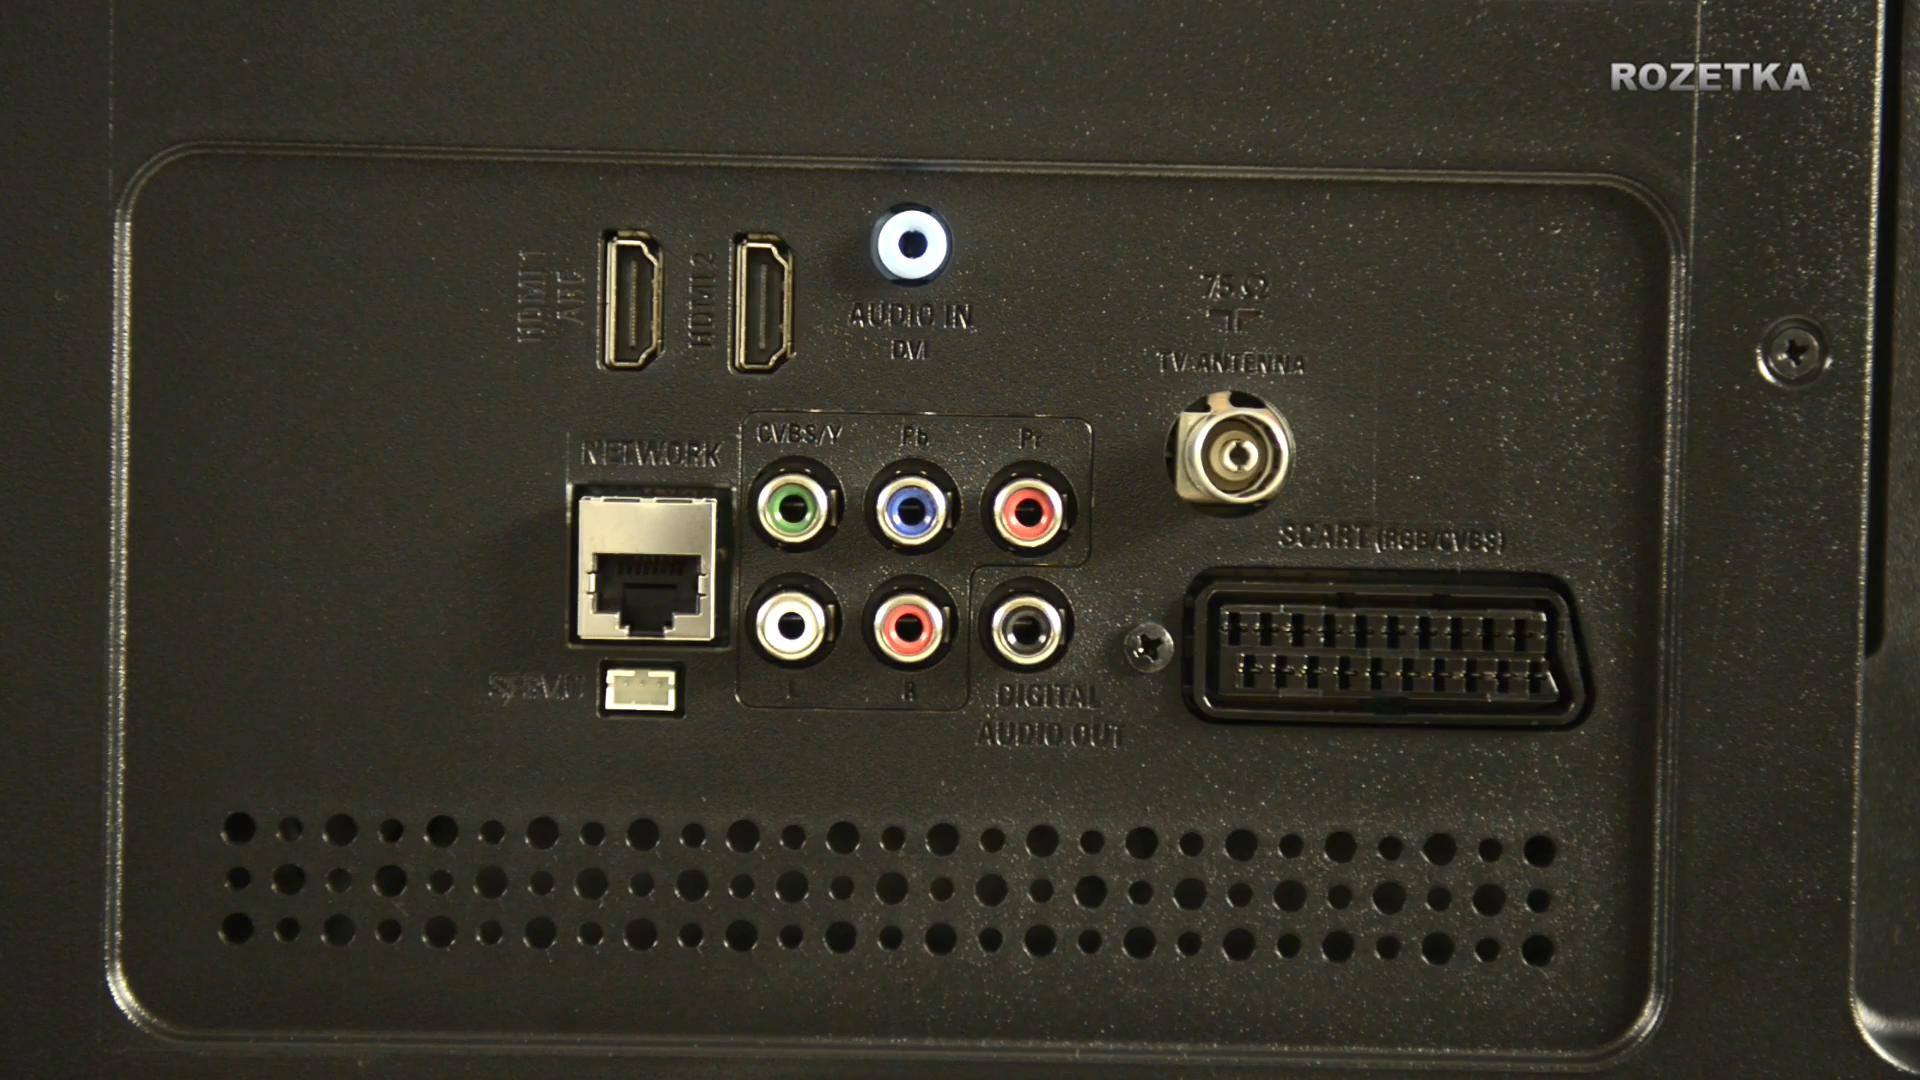 ROZETKA
HDMI 1
ARC
HDMI 2
AUDIO IN
DVI
75 Ω
TV ANTENNA
NETWORK
CVBS/Y
Pb
Pr
SCART (RGB/CVBS)
SERV.U
L
R
DIGITAL
AUDIO OUT